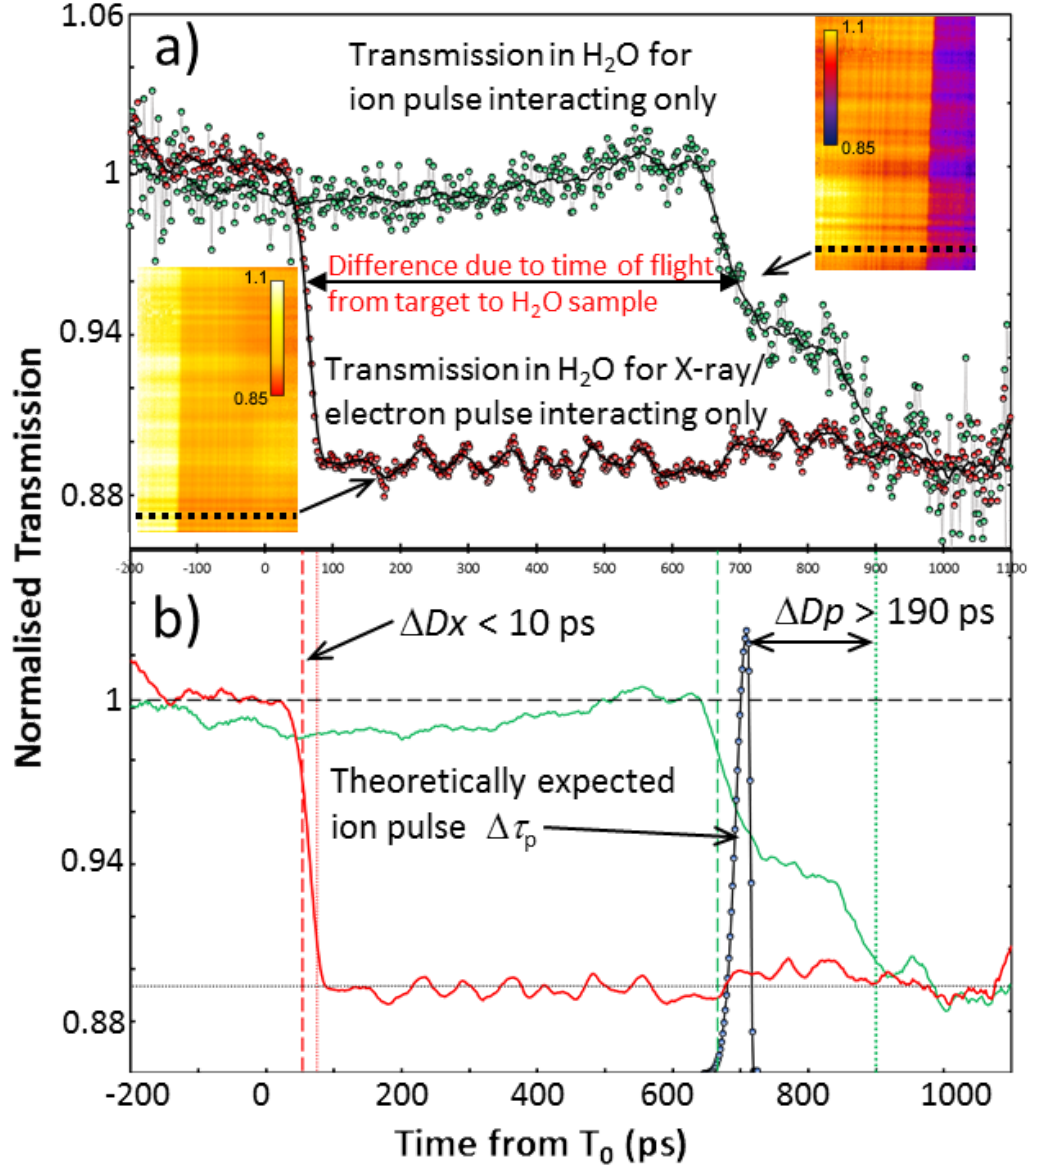 1.06
a)
Transmission in H₂O for
ion pulse interacting only
1.1
0.85
1
Difference due to time of flight
from target to H₂O sample
1.1
0.85
0.94
Transmission in H₂O for X-ray/
electron pulse interacting only
0.88
-200 -100 0 100 200 300 400 500 600 700 800 900 1000 1100
b)
ΔDx < 10 ps
ΔDp > 190 ps
1
Theoretically expected
ion pulse Δτp
0.94
0.88
-200 0 200 400 600 800 1000
Time from T₀ (ps)
Normalised Transmission